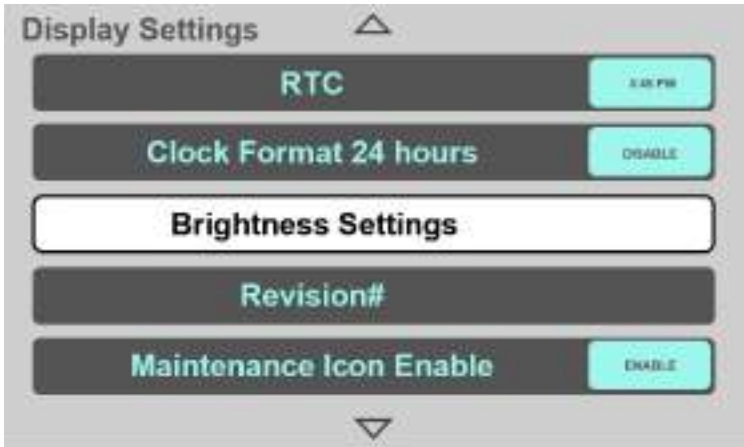 Display Settings
RTC
Clock Format 24 hours
DISABLE
Brightness Settings
Revision#
Maintenance Icon Enable
ENABLE